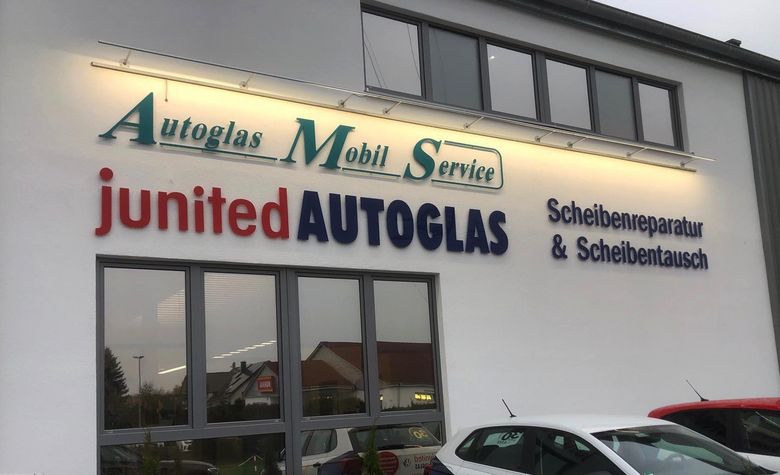 Autoglas Mobil Service
junited AUTOGLAS
Scheibenreparatur
& Scheibentausch